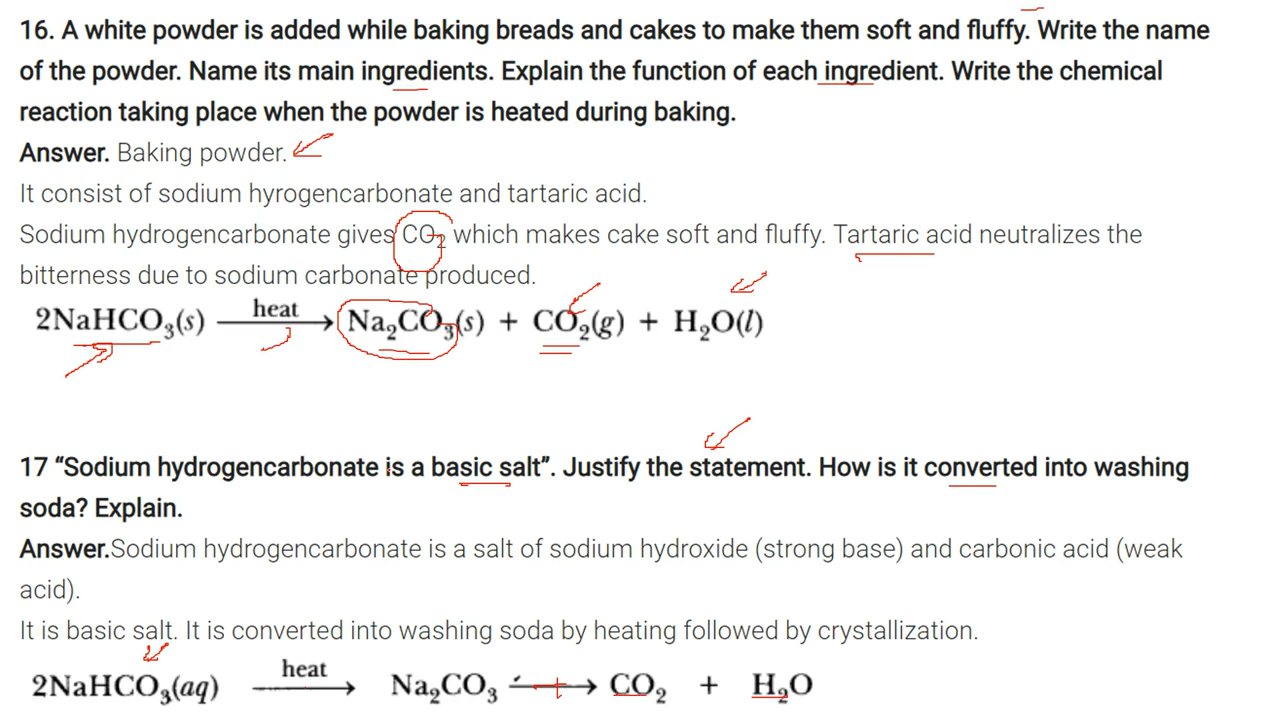 16. A white powder is added while baking breads and cakes to make them soft and fluffy. Write the name
of the powder. Name its main ingredients. Explain the function of each ingredient. Write the chemical
reaction taking place when the powder is heated during baking.
Answer. Baking powder.
It consist of sodium hyrogencarbonate and tartaric acid.
Sodium hydrogencarbonate gives CO₂ which makes cake soft and fluffy. Tartaric acid neutralizes the
bitterness due to sodium carbonate produced.
2NaHCO₃(s) heat → Na₂CO₃(s) + CO₂(g) + H₂O(l)
17 “Sodium hydrogencarbonate is a basic salt”. Justify the statement. How is it converted into washing
soda? Explain.
Answer.Sodium hydrogencarbonate is a salt of sodium hydroxide (strong base) and carbonic acid (weak
acid).
It is basic salt. It is converted into washing soda by heating followed by crystallization.
2NaHCO₃(aq) heat → Na₂CO₃ + → CO₂ + H₂O